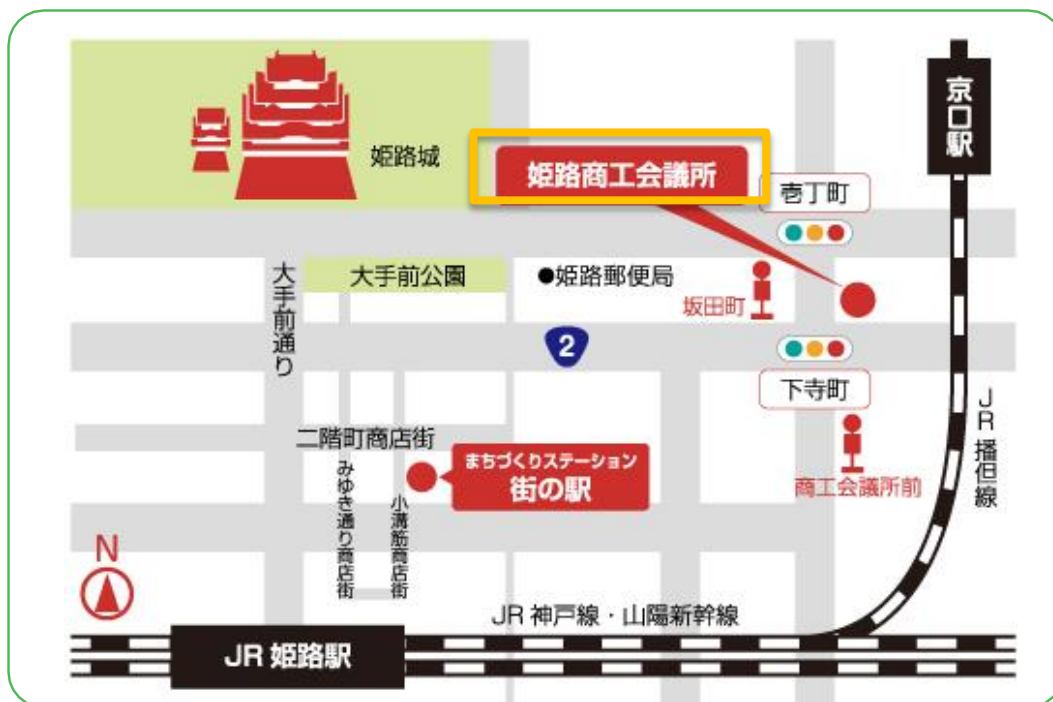 京口駅
姫路城
姫路商工会議所
壱丁町
大手前通り
大手前公園
●姫路郵便局
坂田町
2
下寺町
JR播但線
二階町商店街
まちづくりステーション
街の駅
みゆき通り商店街
小溝筋商店街
商工会議所前
N
JR 神戸線・山陽新幹線
JR 姫路駅